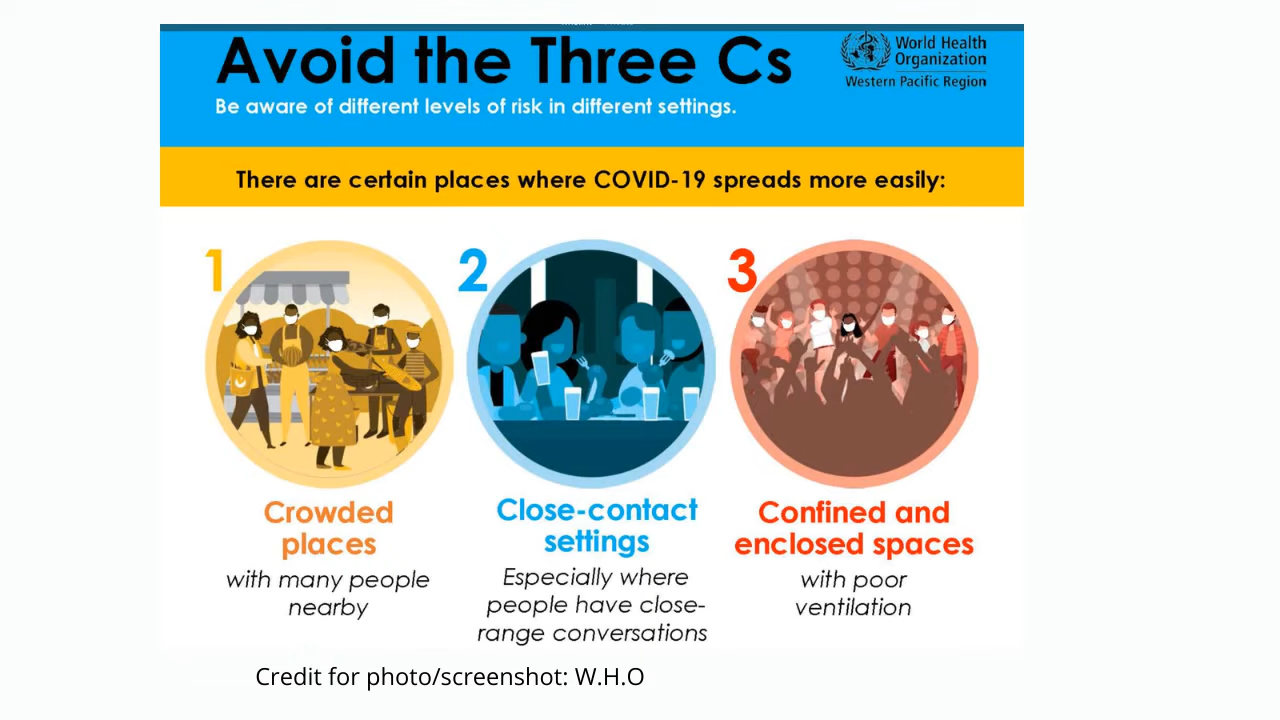 Avoid the Three Cs
Be aware of different levels of risk in different settings.
World Health
Organization
Western Pacific Region
There are certain places where COVID-19 spreads more easily:
1
Crowded
places
with many people
nearby
2
Close-contact
settings
Especially where
people have close-
range conversations
3
Confined and
enclosed spaces
with poor
ventilation
Credit for photo/screenshot: W.H.O